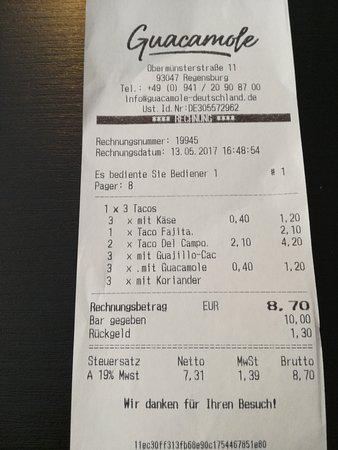 Guacamole
Obermünsterstraße 11
93047 Regensburg
Tel.: +49 (0) 941 / 20 90 87 00
Info@guacamole-deutschland.de
Ust. Id. Nr:DE305572962
**** RECHNUNG ****
Rechnungsnummer: 19945
Rechnungsdatum: 13.05.2017 16:48:54
Es bediente Sie Bediener 1 # 1
Pager: 8
1 x 3 Tacos
3 x mit Käse 0,40 1,20
1 x Taco Fajita. 2,10
2 x Taco Del Campo. 2,10 4,20
3 x mit Guajillo-Cac
3 x .mit Guacamole 0,40 1,20
3 x mit Koriander
Rechnungsbetrag EUR 8,70
Bar gegeben 10,00
Rückgeld 1,30
Steuersatz Netto MwSt Brutto
A 19% Mwst 7,31 1,39 8,70
Wir danken für Ihren Besuch!
11ec30ff313fb68e90c1754467851e80